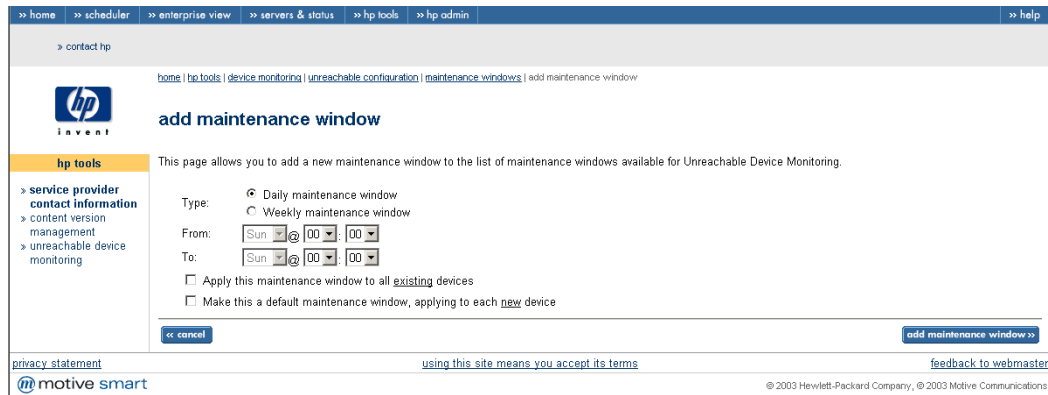 » home » scheduler » enterprise view » servers & status » hp tools » hp admin » help
» contact hp
home | hp tools | device monitoring | unreachable configuration | maintenance windows | add maintenance window
hp
invent
add maintenance window
hp tools
This page allows you to add a new maintenance window to the list of maintenance windows available for Unreachable Device Monitoring.
» service provider
contact information
» content version
management
» unreachable device
monitoring
Type:
Daily maintenance window
Weekly maintenance window
From: Sun @ 00 : 00
To: Sun @ 00 : 00
Apply this maintenance window to all existing devices
Make this a default maintenance window, applying to each new device
« cancel
add maintenance window »
privacy statement
using this site means you accept its terms
feedback to webmaster
m motive smart
© 2003 Hewlett-Packard Company, © 2003 Motive Communications